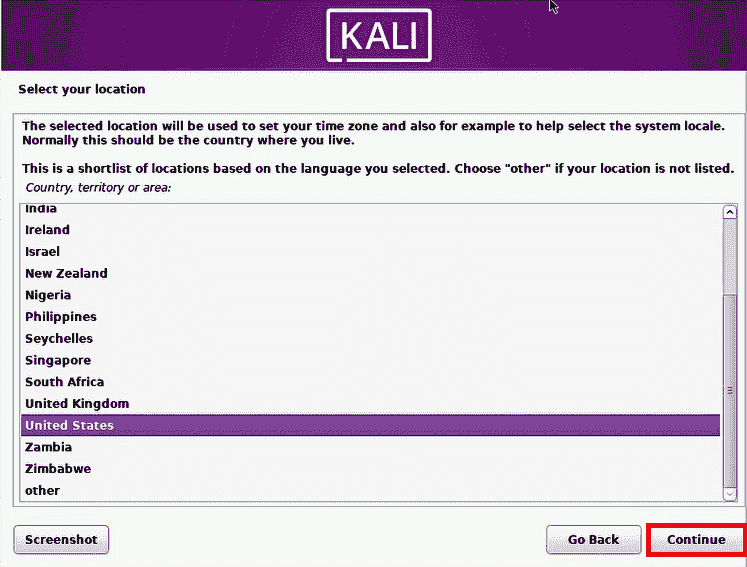 KALI
Select your location
The selected location will be used to set your time zone and also for example to help select the system locale.
Normally this should be the country where you live.
This is a shortlist of locations based on the language you selected. Choose "other" if your location is not listed.
Country, territory or area:
India
Ireland
Israel
New Zealand
Nigeria
Philippines
Seychelles
Singapore
South Africa
United Kingdom
United States
Zambia
Zimbabwe
other
Screenshot
Go Back
Continue